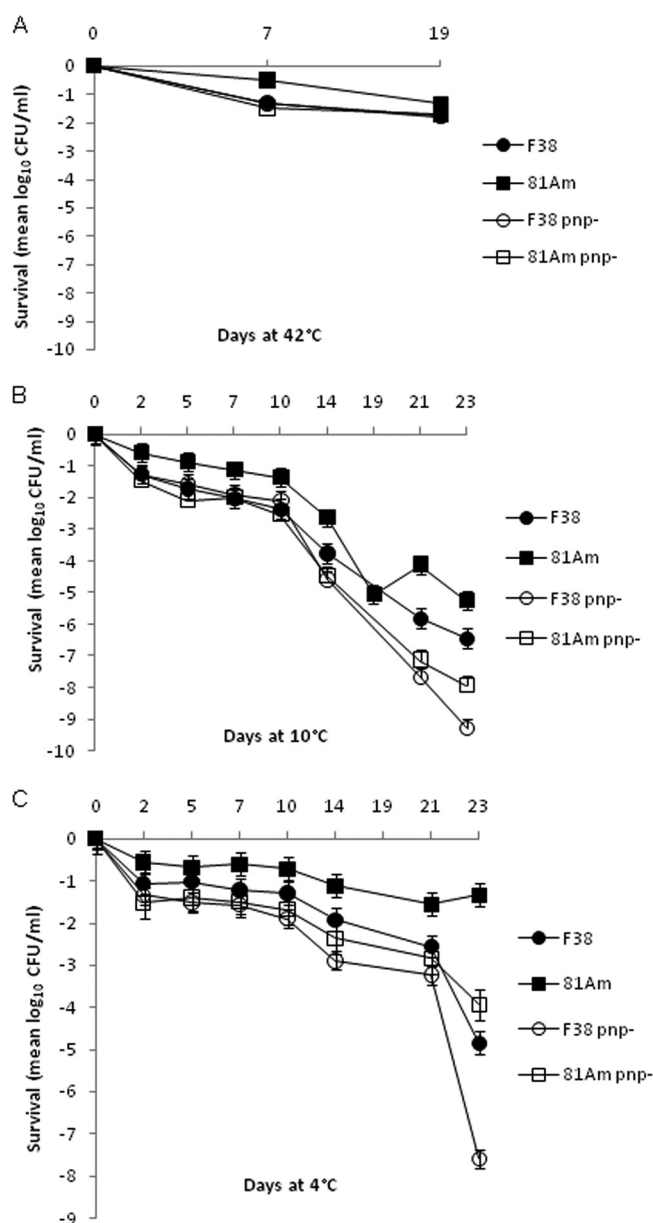 A
0 7 19
0
-1
-2
-3
-4
-5
-6
-7
-8
-9
-10
Survival (mean log10 CFU/ml)
Days at 42°C
F38
81Am
F38 pnp-
81Am pnp-
B
0 2 5 7 10 14 19 21 23
0
-1
-2
-3
-4
-5
-6
-7
-8
-9
-10
Survival (mean log10 CFU/ml)
Days at 10°C
F38
81Am
F38 pnp-
81Am pnp-
C
0 2 5 7 10 14 19 21 23
0
-1
-2
-3
-4
-5
-6
-7
-8
-9
Survival (mean log10 CFU/ml)
Days at 4°C
F38
81Am
F38 pnp-
81Am pnp-